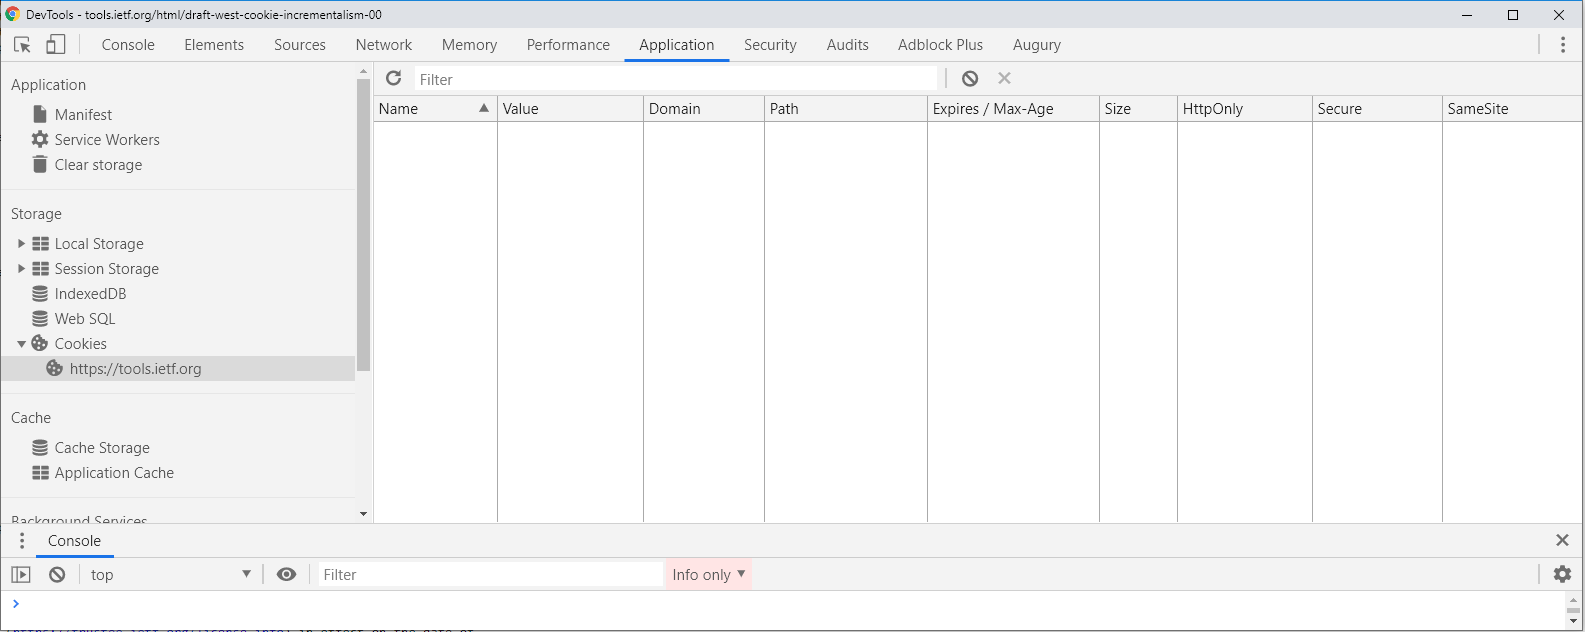 DevTools - tools.ietf.org/html/draft-west-cookie-incrementalism-00
Console Elements Sources Network Memory Performance Application Security Audits Adblock Plus Augury
Application
Manifest
Service Workers
Clear storage
Storage
Local Storage
Session Storage
IndexedDB
Web SQL
Cookies
https://tools.ietf.org
Cache
Cache Storage
Application Cache
Background Services
Filter
Name Value Domain Path Expires / Max-Age Size HttpOnly Secure SameSite
Console
top Filter Info only